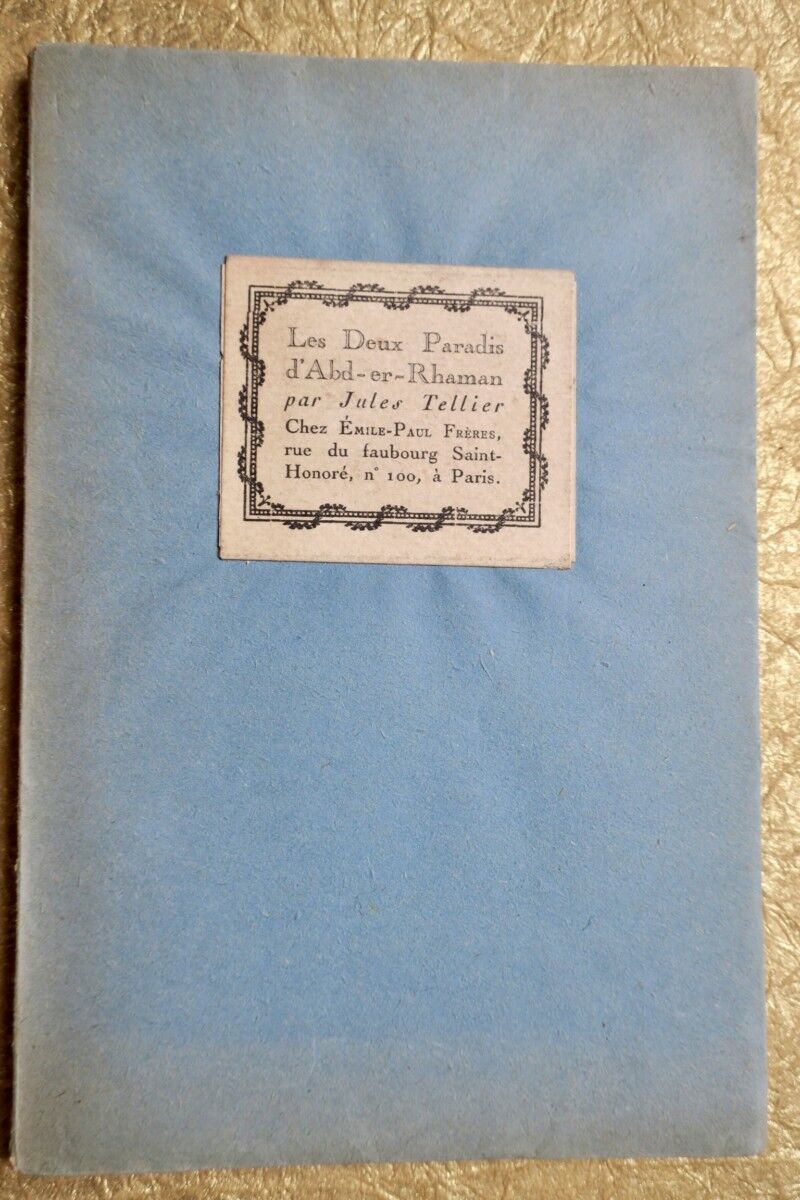 Les Deux Paradis
d'Abd-er-Rhaman
par Jules Tellier
Chez Émile-Paul Frères,
rue du faubourg Saint-
Honoré, n° 100, à Paris.